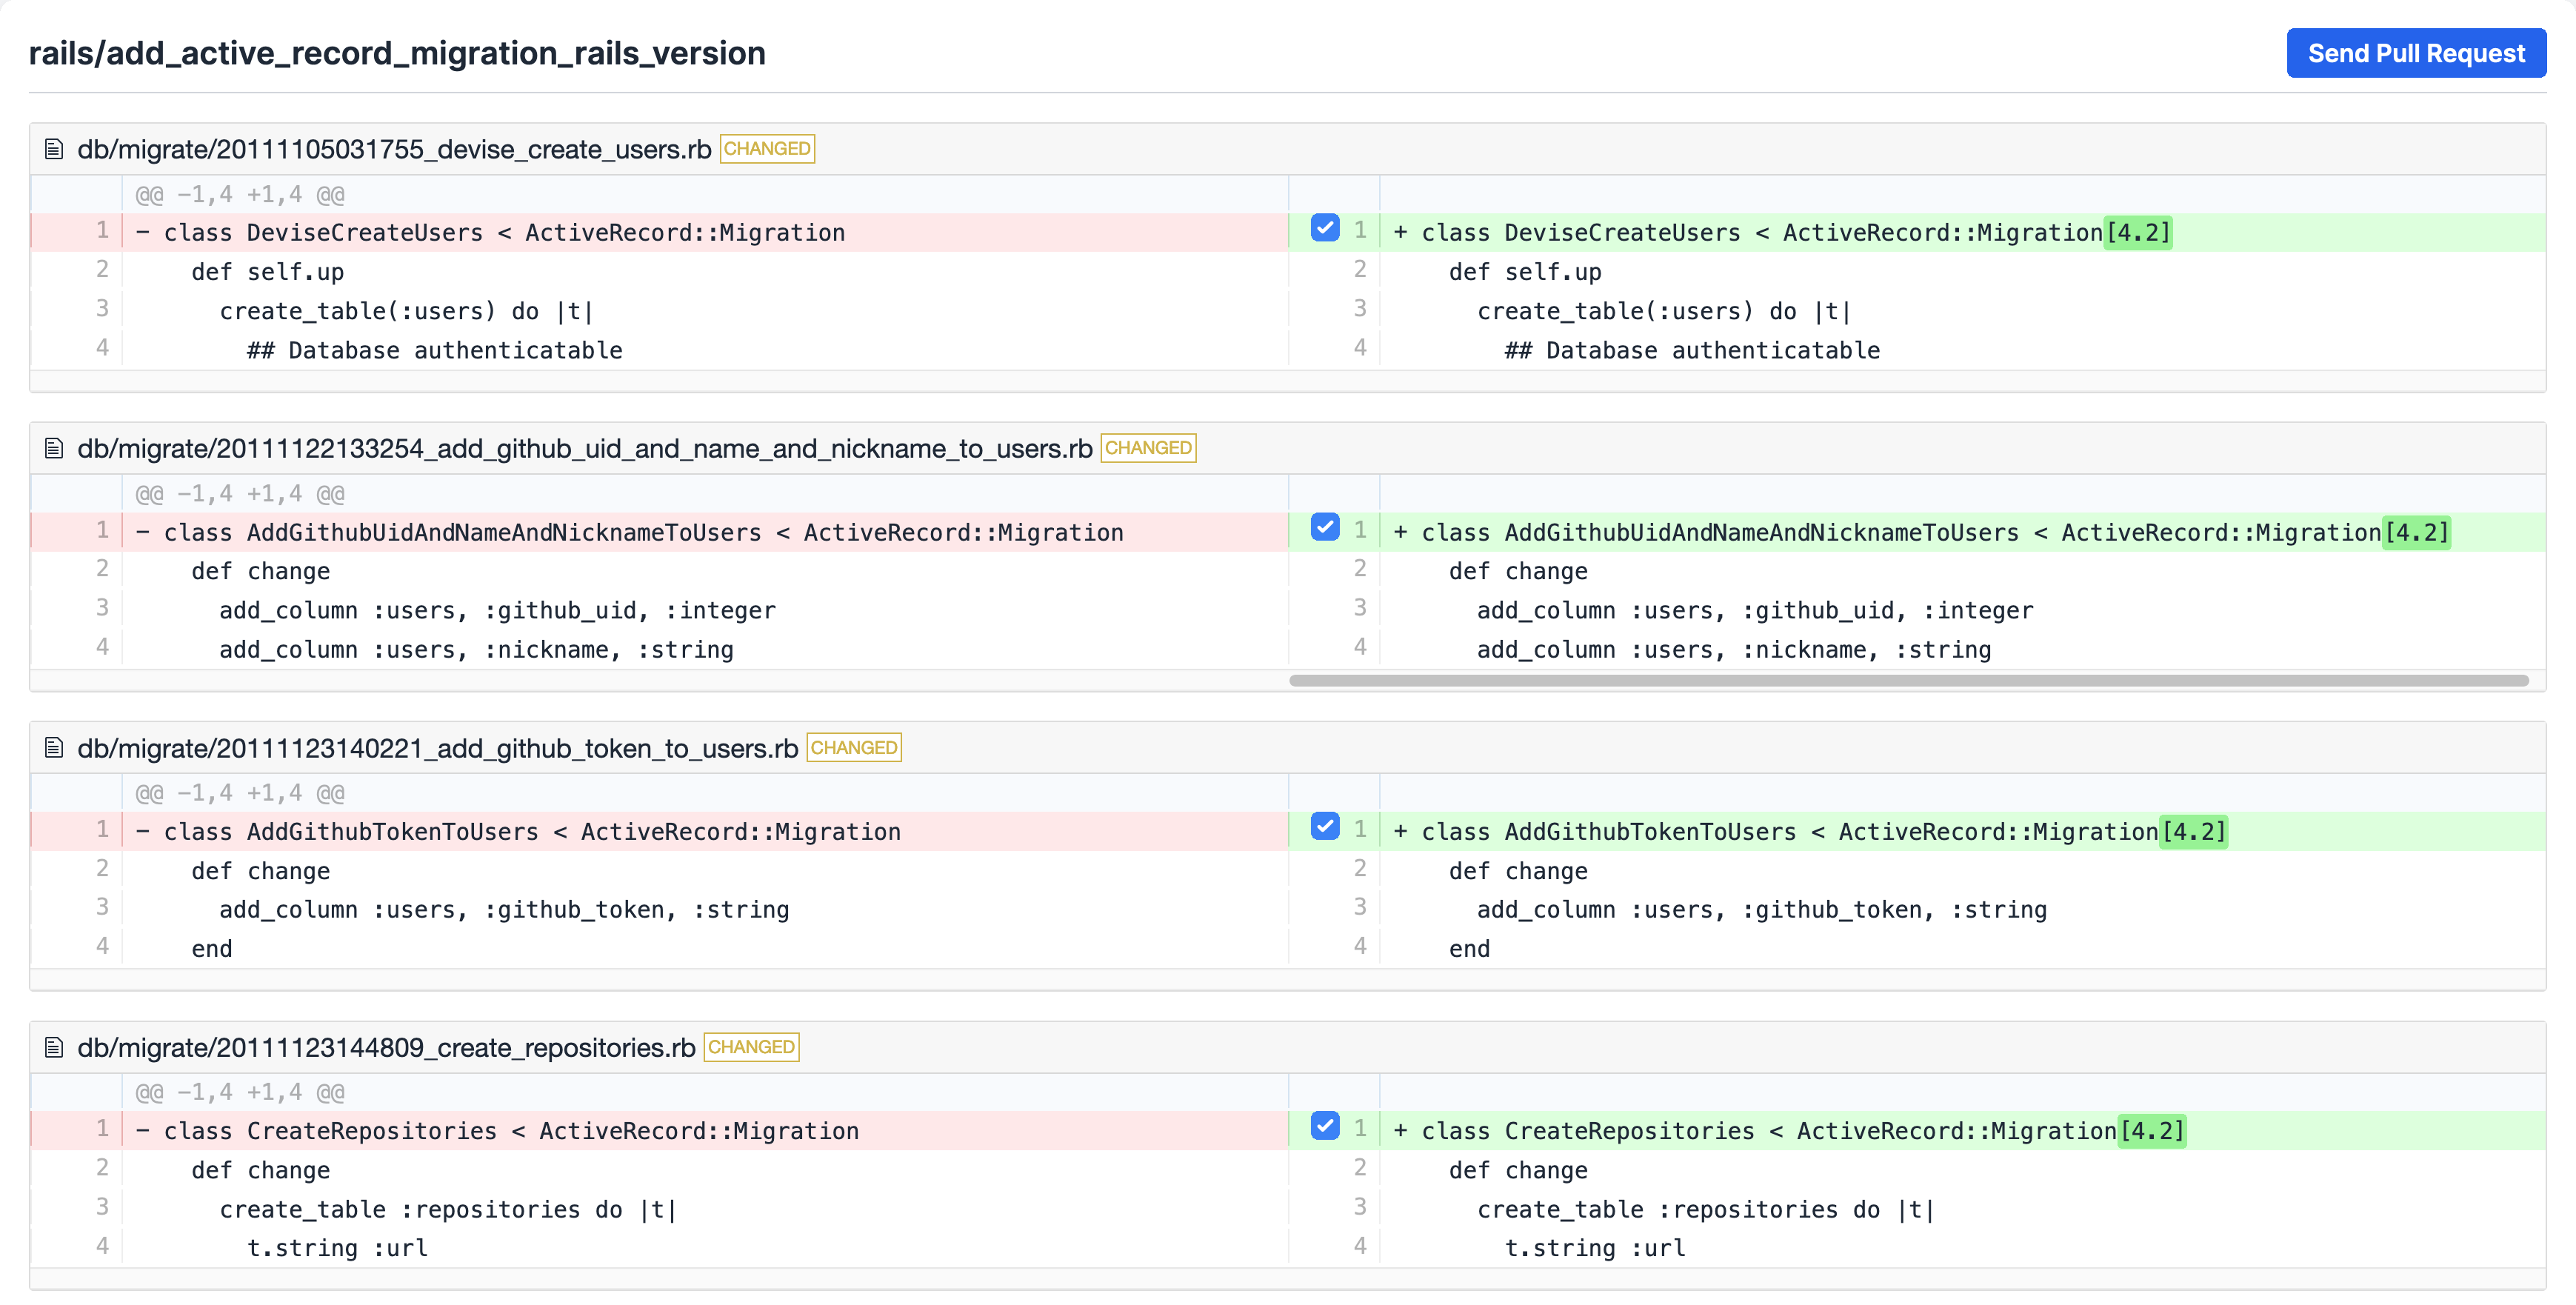 rails/add_active_record_migration_rails_version
Send Pull Request
db/migrate/20111105031755_devise_create_users.rb CHANGED
@@ -1,4 +1,4 @@
1 - class DeviseCreateUsers < ActiveRecord::Migration 1 + class DeviseCreateUsers < ActiveRecord::Migration[4.2]
2 def self.up 2 def self.up
3 create_table(:users) do |t| 3 create_table(:users) do |t|
4 ## Database authenticatable 4 ## Database authenticatable
db/migrate/20111122133254_add_github_uid_and_name_and_nickname_to_users.rb CHANGED
@@ -1,4 +1,4 @@
1 - class AddGithubUidAndNameAndNicknameToUsers < ActiveRecord::Migration 1 + class AddGithubUidAndNameAndNicknameToUsers < ActiveRecord::Migration[4.2]
2 def change 2 def change
3 add_column :users, :github_uid, :integer 3 add_column :users, :github_uid, :integer
4 add_column :users, :nickname, :string 4 add_column :users, :nickname, :string
db/migrate/20111123140221_add_github_token_to_users.rb CHANGED
@@ -1,4 +1,4 @@
1 - class AddGithubTokenToUsers < ActiveRecord::Migration 1 + class AddGithubTokenToUsers < ActiveRecord::Migration[4.2]
2 def change 2 def change
3 add_column :users, :github_token, :string 3 add_column :users, :github_token, :string
4 end 4 end
db/migrate/20111123144809_create_repositories.rb CHANGED
@@ -1,4 +1,4 @@
1 - class CreateRepositories < ActiveRecord::Migration 1 + class CreateRepositories < ActiveRecord::Migration[4.2]
2 def change 2 def change
3 create_table :repositories do |t| 3 create_table :repositories do |t|
4 t.string :url 4 t.string :url